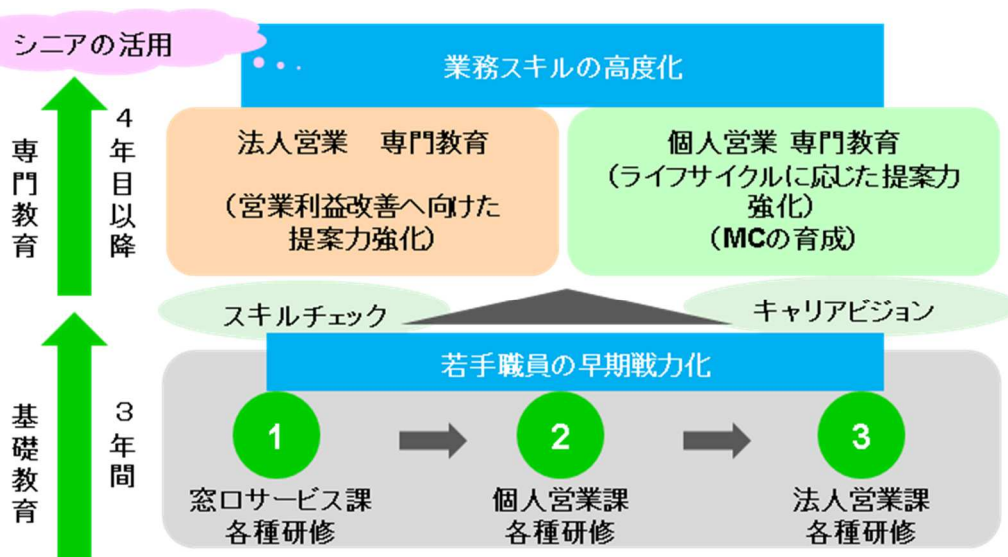 シニアの活用
業務スキルの高度化
専門教育
4年目以降
法人営業 専門教育
(営業利益改善へ向けた
提案力強化)
個人営業 専門教育
(ライフサイクルに応じた提案力
強化)
(MCの育成)
スキルチェック
キャリアビジョン
若手職員の早期戦力化
基礎教育
3年間
1
2
3
窓口サービス課
各種研修
個人営業課
各種研修
法人営業課
各種研修